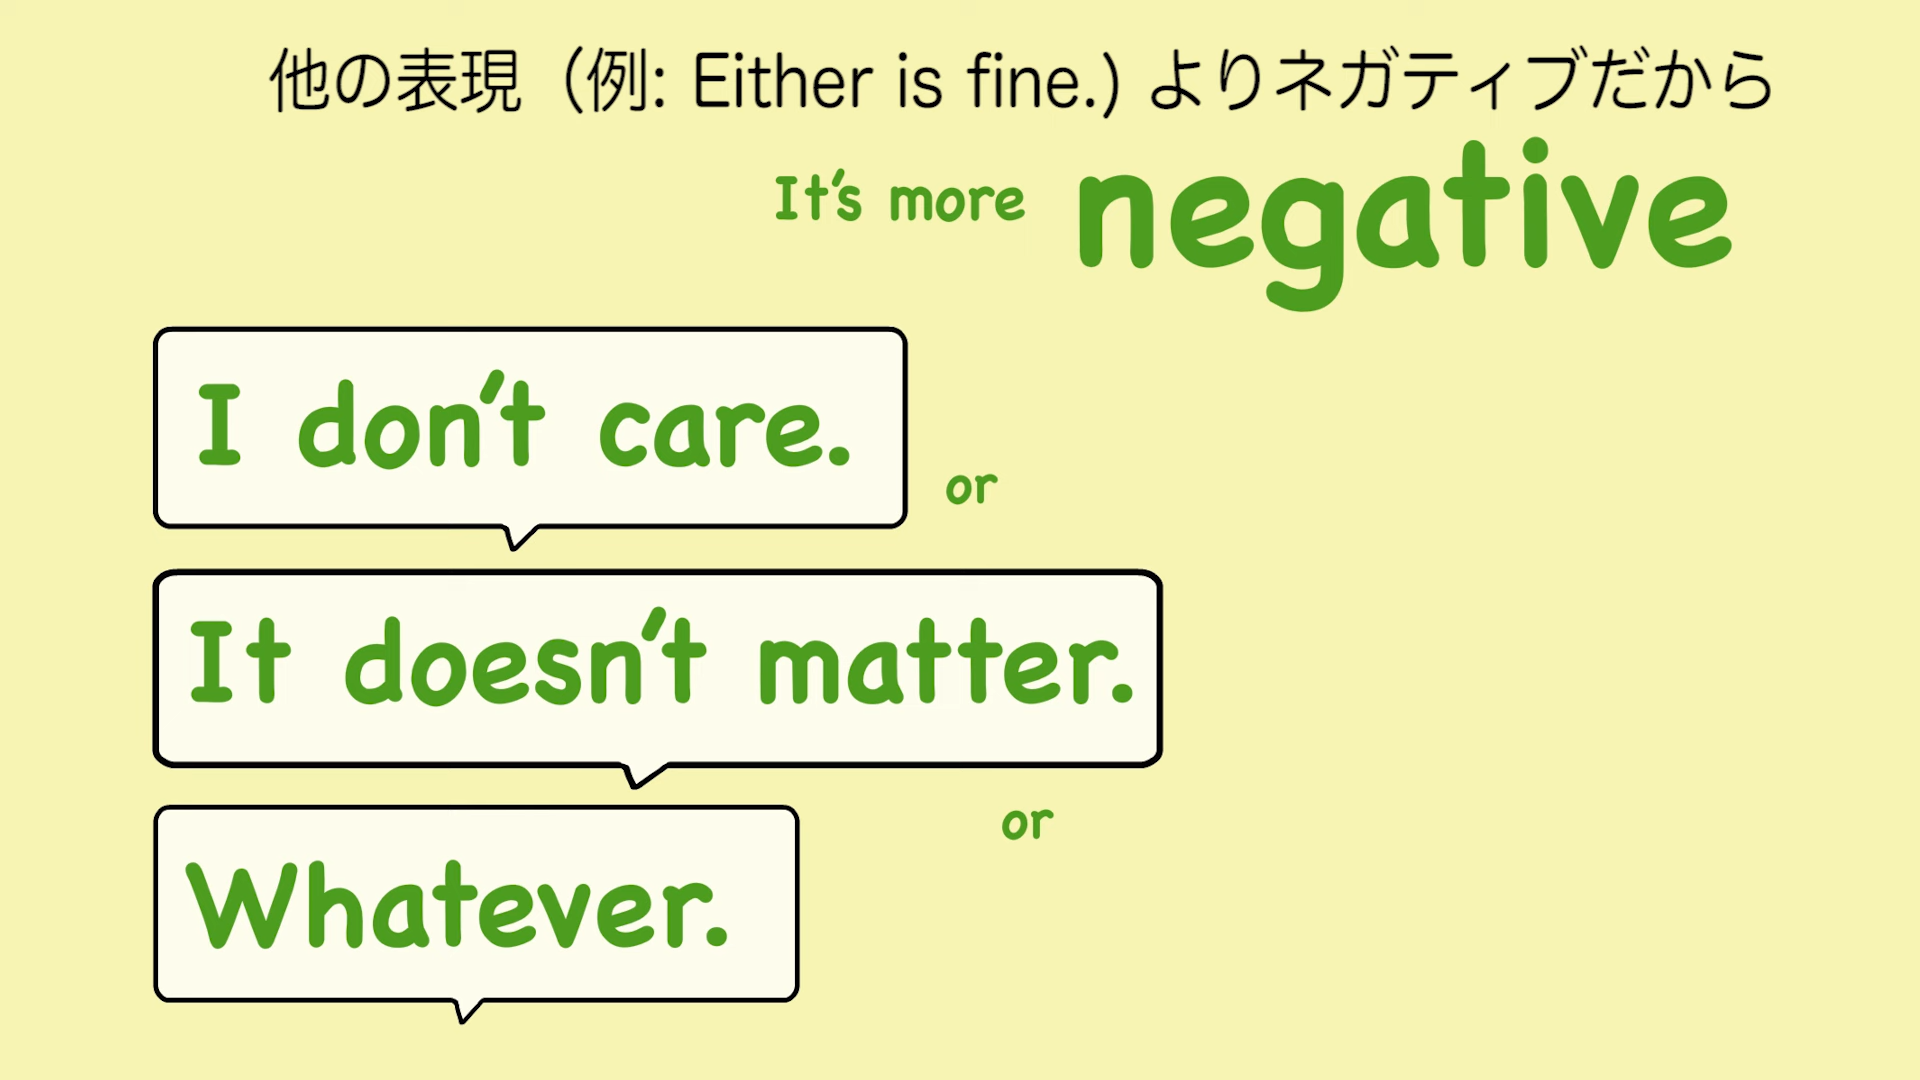 他の表現（例: Either is fine.) よりネガティブだから
It's more negative
I don't care.
or
It doesn't matter.
or
Whatever.